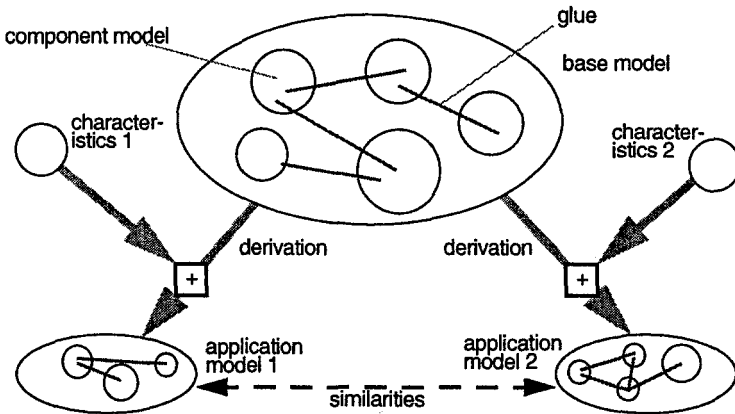 glue
component model
base model
character-
istics 1
character-
istics 2
derivation
derivation
+
+
application
model 1
application
model 2
similarities